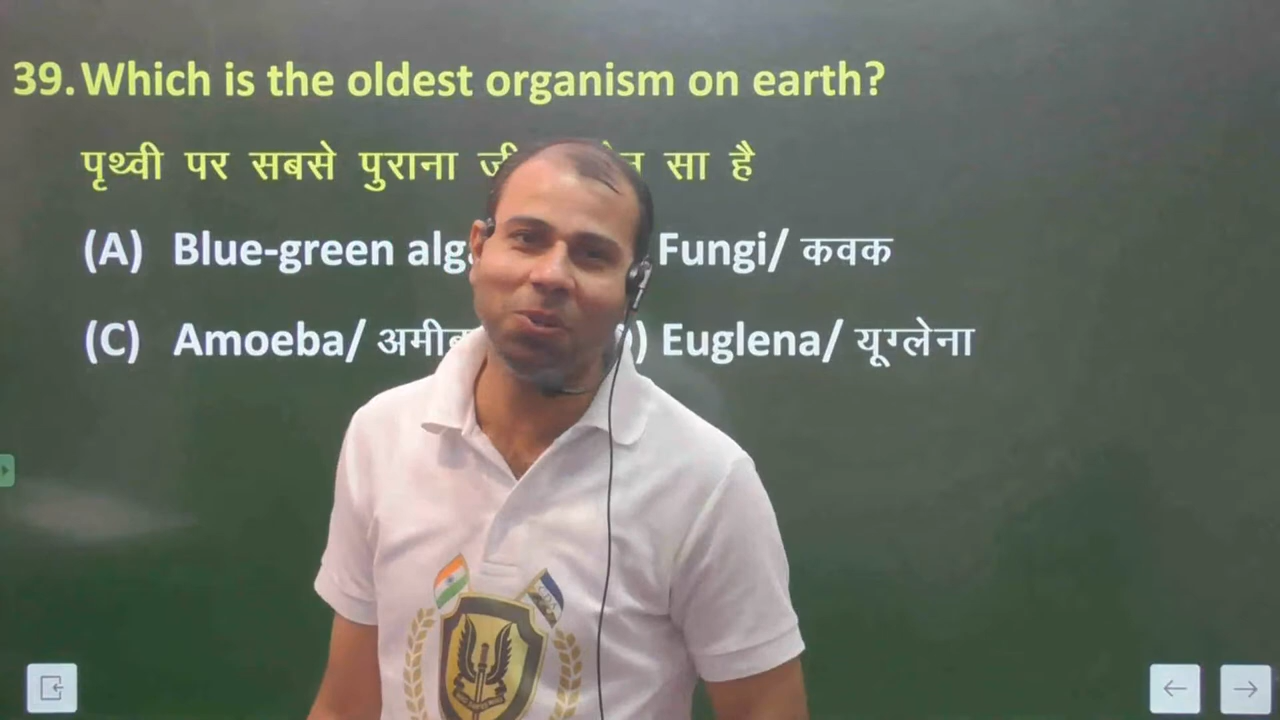 39. Which is the oldest organism on earth?
पृथ्वी पर सबसे पुराना सा है
(A) Blue-green Fungi/ कवक
(C) Amoeba/ Euglena/ यूग्लेना